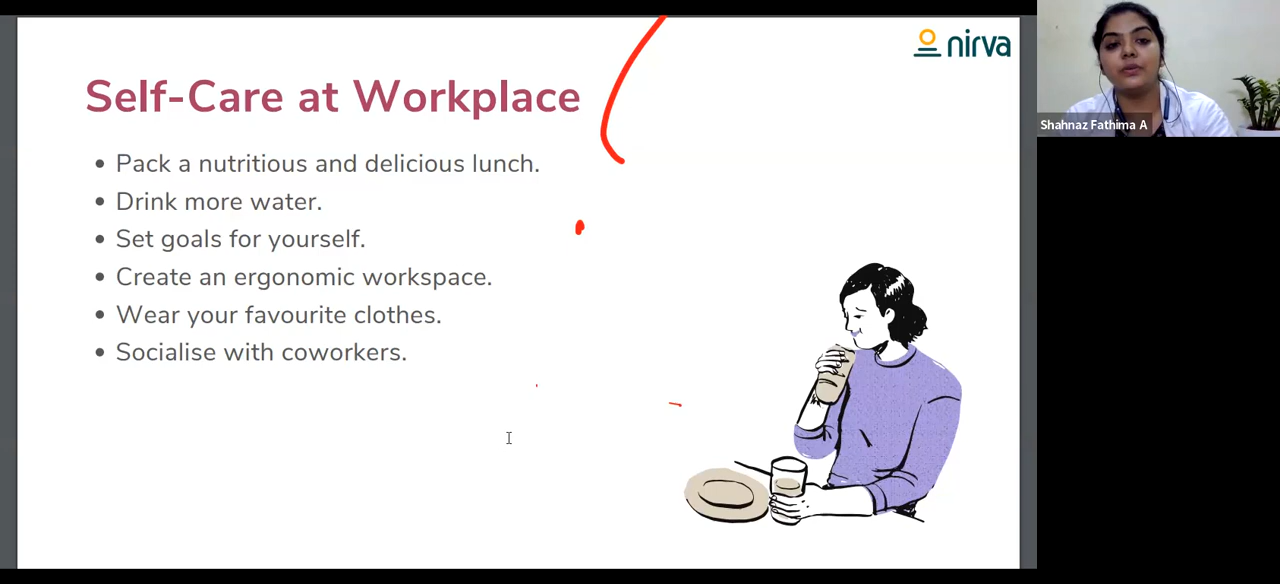 nirva
Self-Care at Workplace
• Pack a nutritious and delicious lunch.
• Drink more water.
• Set goals for yourself.
• Create an ergonomic workspace.
• Wear your favourite clothes.
• Socialise with coworkers.
Shahnaz Fathima A